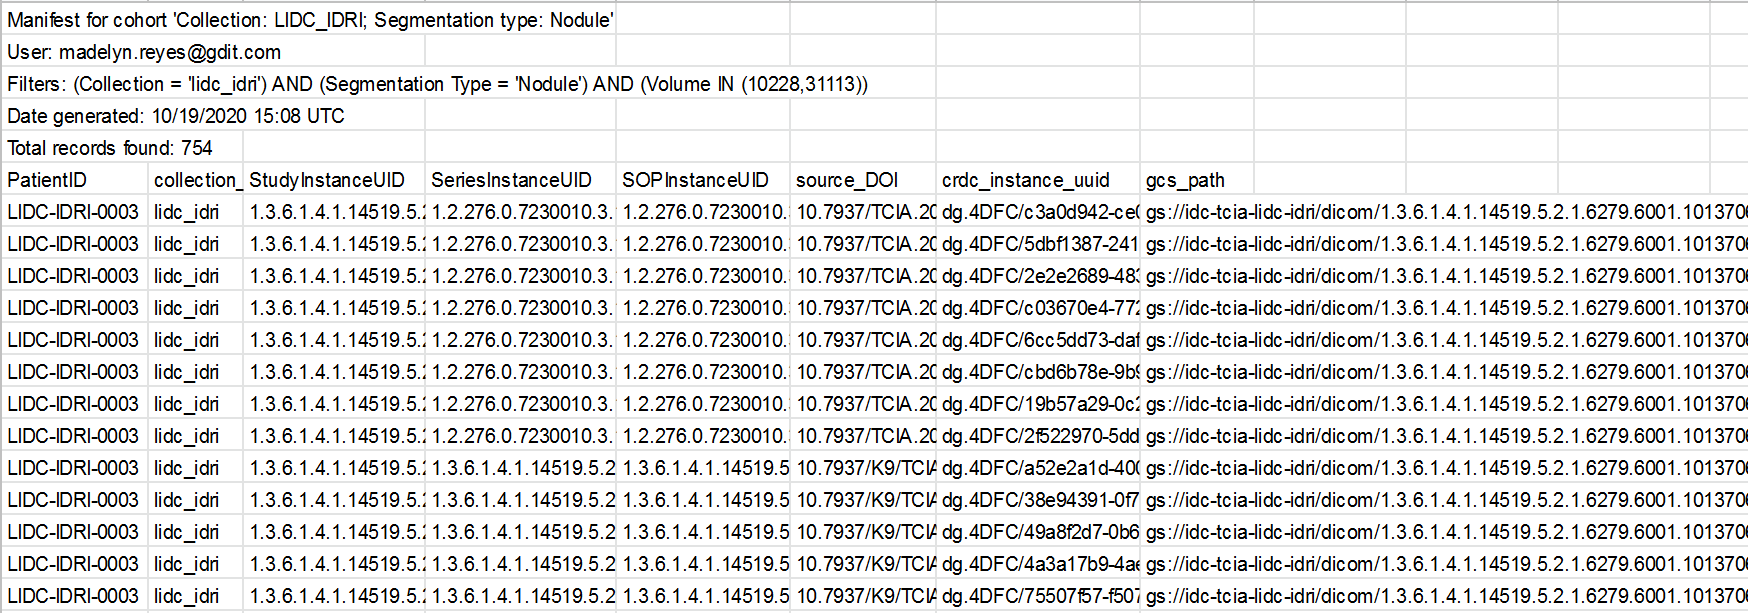 Manifest for cohort 'Collection: LIDC_IDRI; Segmentation type: Nodule'
User: madelyn.reyes@gdit.com
Filters: (Collection = 'lidc_idri') AND (Segmentation Type = 'Nodule') AND (Volume IN (10228,31113))
Date generated: 10/19/2020 15:08 UTC
Total records found: 754
PatientID collection_ StudyInstanceUID SeriesInstanceUID SOPInstanceUID source_DOI crdc_instance_uuid gcs_path
LIDC-IDRI-0003 lidc_idri 1.3.6.1.4.1.14519.5.2 1.2.276.0.7230010.3. 1.2.276.0.7230010. 10.7937/TCIA.20 dg.4DFC/c3a0d942-ce0 gs://idc-tcia-lidc-idri/dicom/1.3.6.1.4.1.14519.5.2.1.6279.6001.101370
LIDC-IDRI-0003 lidc_idri 1.3.6.1.4.1.14519.5.2 1.2.276.0.7230010.3. 1.2.276.0.7230010. 10.7937/TCIA.20 dg.4DFC/5dbf1387-241 gs://idc-tcia-lidc-idri/dicom/1.3.6.1.4.1.14519.5.2.1.6279.6001.101370
LIDC-IDRI-0003 lidc_idri 1.3.6.1.4.1.14519.5.2 1.2.276.0.7230010.3. 1.2.276.0.7230010. 10.7937/TCIA.20 dg.4DFC/2e2e2689-483 gs://idc-tcia-lidc-idri/dicom/1.3.6.1.4.1.14519.5.2.1.6279.6001.101370
LIDC-IDRI-0003 lidc_idri 1.3.6.1.4.1.14519.5.2 1.2.276.0.7230010.3. 1.2.276.0.7230010. 10.7937/TCIA.20 dg.4DFC/c03670e4-772 gs://idc-tcia-lidc-idri/dicom/1.3.6.1.4.1.14519.5.2.1.6279.6001.101370
LIDC-IDRI-0003 lidc_idri 1.3.6.1.4.1.14519.5.2 1.2.276.0.7230010.3. 1.2.276.0.7230010. 10.7937/TCIA.20 dg.4DFC/6cc5dd73-daf gs://idc-tcia-lidc-idri/dicom/1.3.6.1.4.1.14519.5.2.1.6279.6001.101370
LIDC-IDRI-0003 lidc_idri 1.3.6.1.4.1.14519.5.2 1.2.276.0.7230010.3. 1.2.276.0.7230010. 10.7937/TCIA.20 dg.4DFC/cbd6b78e-9b9 gs://idc-tcia-lidc-idri/dicom/1.3.6.1.4.1.14519.5.2.1.6279.6001.101370
LIDC-IDRI-0003 lidc_idri 1.3.6.1.4.1.14519.5.2 1.2.276.0.7230010.3. 1.2.276.0.7230010. 10.7937/TCIA.20 dg.4DFC/19b57a29-0c2 gs://idc-tcia-lidc-idri/dicom/1.3.6.1.4.1.14519.5.2.1.6279.6001.101370
LIDC-IDRI-0003 lidc_idri 1.3.6.1.4.1.14519.5.2 1.2.276.0.7230010.3. 1.2.276.0.7230010. 10.7937/TCIA.20 dg.4DFC/2f522970-5dd gs://idc-tcia-lidc-idri/dicom/1.3.6.1.4.1.14519.5.2.1.6279.6001.101370
LIDC-IDRI-0003 lidc_idri 1.3.6.1.4.1.14519.5.2 1.3.6.1.4.1.14519.5.2 1.3.6.1.4.1.14519.5 10.7937/K9/TCIA dg.4DFC/a52e2a1d-400 gs://idc-tcia-lidc-idri/dicom/1.3.6.1.4.1.14519.5.2.1.6279.6001.101370
LIDC-IDRI-0003 lidc_idri 1.3.6.1.4.1.14519.5.2 1.3.6.1.4.1.14519.5.2 1.3.6.1.4.1.14519.5 10.7937/K9/TCIA dg.4DFC/38e94391-0f7 gs://idc-tcia-lidc-idri/dicom/1.3.6.1.4.1.14519.5.2.1.6279.6001.101370
LIDC-IDRI-0003 lidc_idri 1.3.6.1.4.1.14519.5.2 1.3.6.1.4.1.14519.5.2 1.3.6.1.4.1.14519.5 10.7937/K9/TCIA dg.4DFC/49a8f2d7-0b6 gs://idc-tcia-lidc-idri/dicom/1.3.6.1.4.1.14519.5.2.1.6279.6001.101370
LIDC-IDRI-0003 lidc_idri 1.3.6.1.4.1.14519.5.2 1.3.6.1.4.1.14519.5.2 1.3.6.1.4.1.14519.5 10.7937/K9/TCIA dg.4DFC/4a3a17b9-4ae gs://idc-tcia-lidc-idri/dicom/1.3.6.1.4.1.14519.5.2.1.6279.6001.101370
LIDC-IDRI-0003 lidc_idri 1.3.6.1.4.1.14519.5.2 1.3.6.1.4.1.14519.5.2 1.3.6.1.4.1.14519.5 10.7937/K9/TCIA dg.4DFC/75507f57-f507 gs://idc-tcia-lidc-idri/dicom/1.3.6.1.4.1.14519.5.2.1.6279.6001.101370